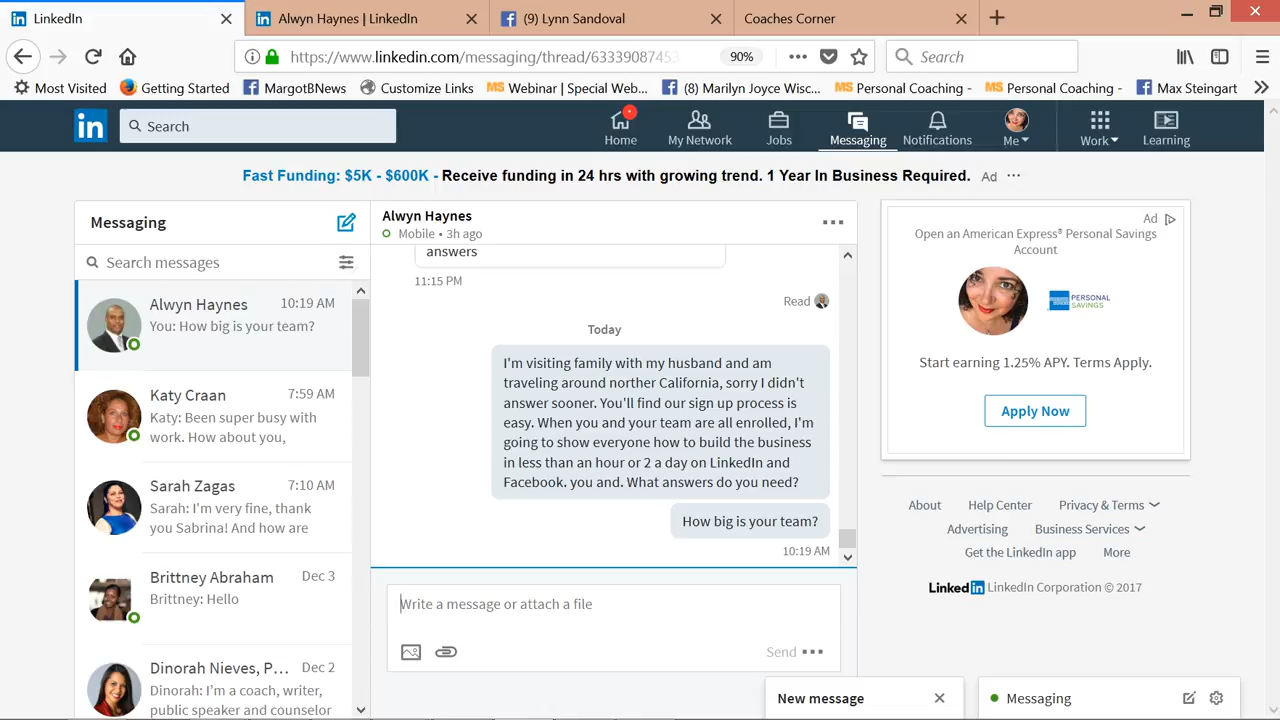 LinkedIn
Alwyn Haynes | LinkedIn
(9) Lynn Sandoval
Coaches Corner
https://www.linkedin.com/messaging/thread/63339087453
90%
Search
Most Visited
Getting Started
MargotBNews
Customize Links
Webinar | Special Web...
(8) Marilyn Joyce Wisc...
Personal Coaching -
Personal Coaching -
Max Steingart
in
Search
Home
My Network
Jobs
Messaging
Notifications
Me
Work
Learning
Fast Funding: $5K - $600K - Receive funding in 24 hrs with growing trend. 1 Year In Business Required. Ad ...
Messaging
Search messages
Alwyn Haynes 10:19 AM
You: How big is your team?
Katy Craan 7:59 AM
Katy: Been super busy with
work. How about you,
Sarah Zagas 7:10 AM
Sarah: I'm very fine, thank
you Sabrina! And how are
Brittney Abraham Dec 3
Brittney: Hello
Dinorah Nieves, P... Dec 2
Dinorah: I'm a coach, writer,
public speaker and counselor
Alwyn Haynes
Mobile • 3h ago
answers
11:15 PM
Read
Today
I'm visiting family with my husband and am
traveling around norther California, sorry I didn't
answer sooner. You'll find our sign up process is
easy. When you and your team are all enrolled, I'm
going to show everyone how to build the business
in less than an hour or 2 a day on LinkedIn and
Facebook. you and. What answers do you need?
How big is your team?
10:19 AM
Write a message or attach a file
Send
Ad
Open an American Express® Personal Savings
Account
PERSONAL
SAVINGS
Start earning 1.25% APY. Terms Apply.
Apply Now
About Help Center Privacy & Terms
Advertising Business Services
Get the LinkedIn app More
Linked in LinkedIn Corporation © 2017
New message
Messaging